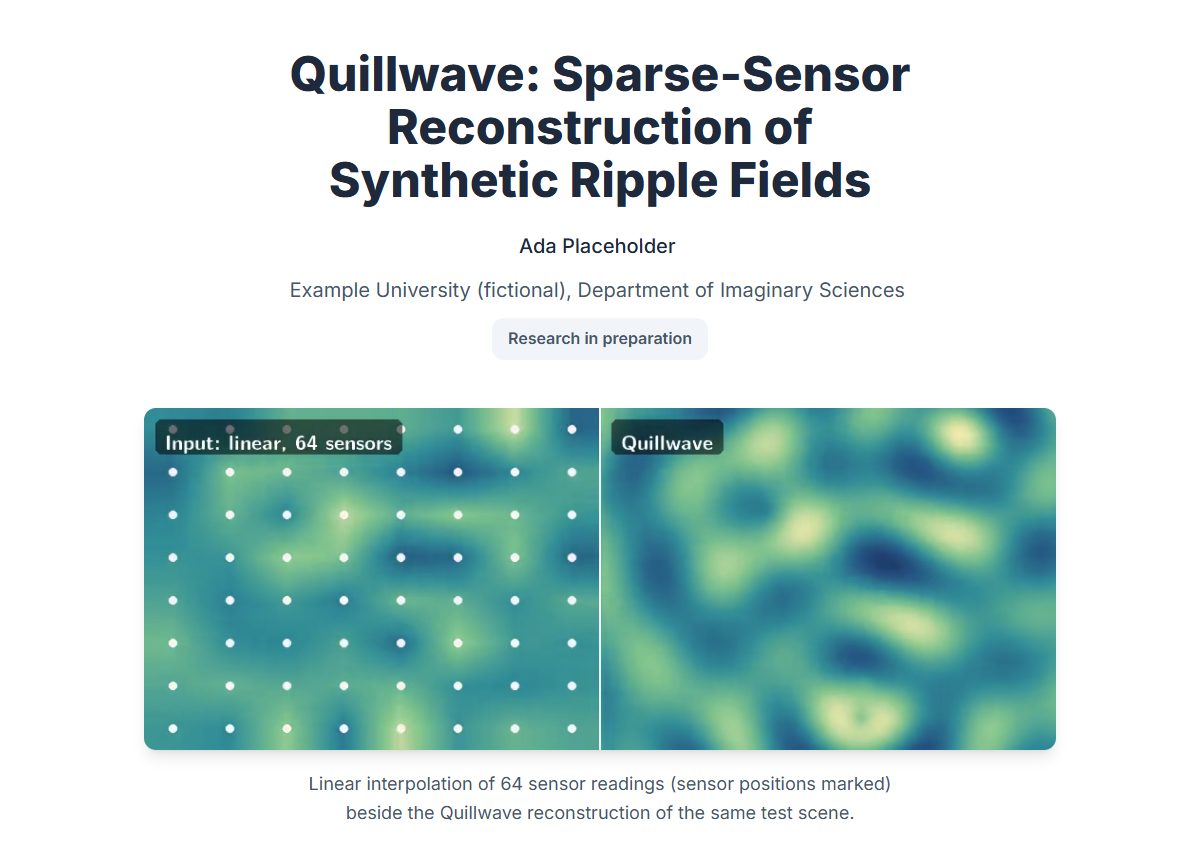 Quillwave: Sparse-Sensor
Reconstruction of
Synthetic Ripple Fields
Ada Placeholder
Example University (fictional), Department of Imaginary Sciences
Research in preparation
Input: linear, 64 sensors
Quillwave
Linear interpolation of 64 sensor readings (sensor positions marked)
beside the Quillwave reconstruction of the same test scene.